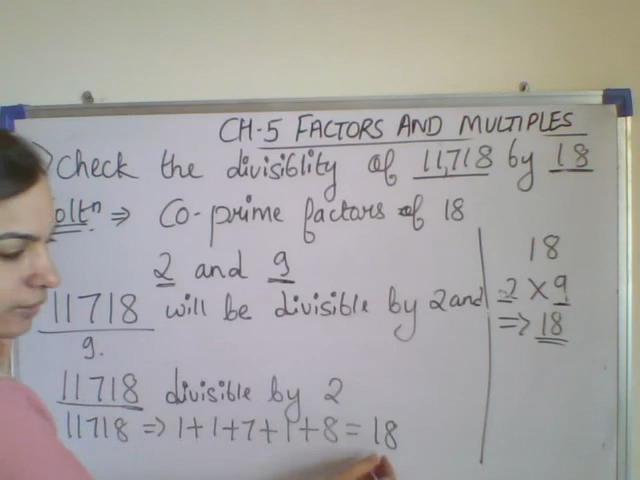 CH-5 FACTORS AND MULTIPLES
Check the divisiblity of 11,718 by 18
Soltⁿ ⇒ Co-prime factors of 18
2 and 9
11718 will be divisible by 2 and
9.
11718 divisible by 2
11718 ⇒ 1+1+7+1+8 = 18
18
2 × 9
⇒ 18